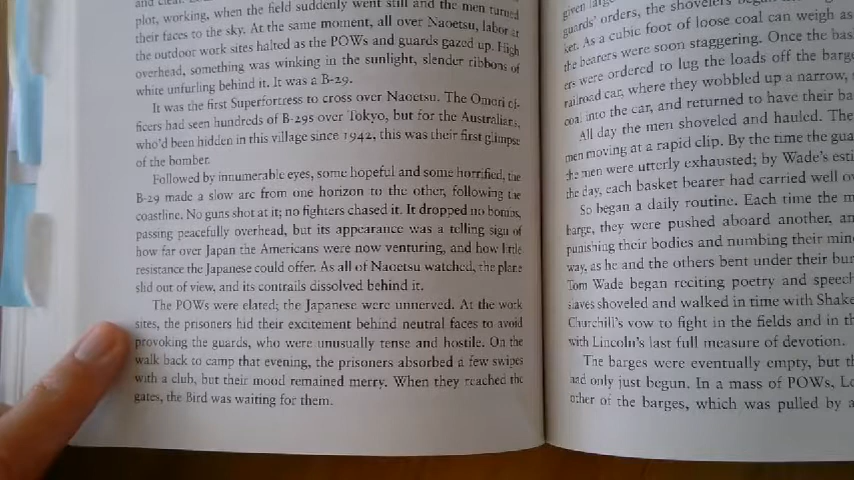 and clear.
plot, working, when the field suddenly went still and the men turned
their faces to the sky. At the same moment, all over Naoetsu, labor at
the outdoor work sites halted as the POWs and guards gazed up. High
overhead, something was winking in the sunlight, slender ribbons of
white unfurling behind it. It was a B-29.
It was the first Superfortress to cross over Naoetsu. The Omori of-
ficers had seen hundreds of B-29s over Tokyo, but for the Australians,
who'd been hidden in this village since 1942, this was their first glimpse
of the bomber.
Followed by innumerable eyes, some hopeful and some horrified, the
B-29 made a slow arc from one horizon to the other, following the
coastline. No guns shot at it; no fighters chased it. It dropped no bombs,
passing peacefully overhead, but its appearance was a telling sign of
how far over Japan the Americans were now venturing, and how little
resistance the Japanese could offer. As all of Naoetsu watched, the plane
slid out of view, and its contrails dissolved behind it.
The POWs were elated; the Japanese were unnerved. At the work
sites, the prisoners hid their excitement behind neutral faces to avoid
provoking the guards, who were unusually tense and hostile. On the
walk back to camp that evening, the prisoners absorbed a few swipes
with a club, but their mood remained merry. When they reached the
gates, the Bird was waiting for them.
given large
guards' orders, the shovelers began
ket. As a cubic foot of loose coal can weigh as
the bearers were soon staggering. Once the bas
ers were ordered to lug the loads off the barge
railroad car, where they wobbled up a narrow,
coal into the car, and returned to have their ba
All day the men shoveled and hauled. The
men moving at a rapid clip. By the time the gua
the men were utterly exhausted; by Wade's esti
the day, each basket bearer had carried well ov
So began a daily routine. Each time the m
barge, they were pushed aboard another, an
punishing their bodies and numbing their mine
way, as he and the others bent under their bur
Tom Wade began reciting poetry and speech
slaves shoveled and walked in time with Shake
Churchill's vow to fight in the fields and in th
with Lincoln's last full measure of devotion.
The barges were eventually empty, but th
had only just begun. In a mass of POWs, Lo
other of the barges, which was pulled by a